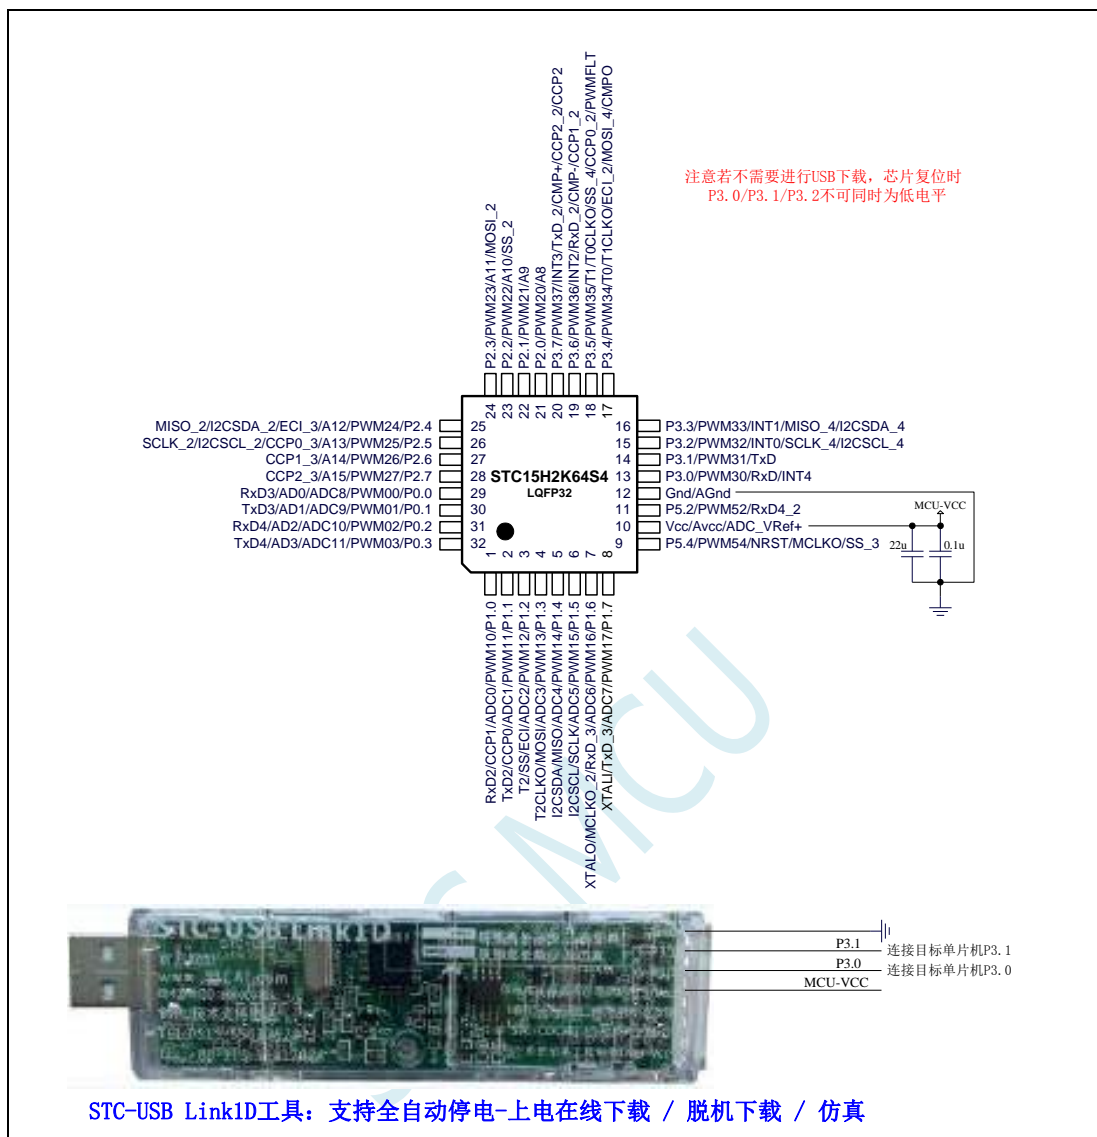 注意若不需要进行USB下载，芯片复位时
P3.0/P3.1/P3.2不可同时为低电平
P2.3/PWM23/A11/MOSI_2
P2.2/PWM22/A10/SS_2
P2.1/PWM21/A9
P2.0/PWM20/A8
P3.7/PWM37/INT3/TxD_2/CMP+/CCP2_2/CCP2
P3.6/PWM36/INT2/RxD_2/CMP-/CCP1_2
P3.5/PWM35/T1/T0CLKO/SS_4/CCP0_2/PWMFLT
P3.4/PWM34/T0/T1CLKO/ECI_2/MOSI_4/CMPO
24 23 22 21 20 19 18 17
MISO_2/I2CSDA_2/ECI_3/A12/PWM24/P2.4 25
SCLK_2/I2CSCL_2/CCP0_3/A13/PWM25/P2.5 26
CCP1_3/A14/PWM26/P2.6 27
CCP2_3/A15/PWM27/P2.7 28
RxD3/AD0/ADC8/PWM00/P0.0 29
TxD3/AD1/ADC9/PWM01/P0.1 30
RxD4/AD2/ADC10/PWM02/P0.2 31
TxD4/AD3/ADC11/PWM03/P0.3 32
STC15H2K64S4
LQFP32
16 P3.3/PWM33/INT1/MISO_4/I2CSDA_4
15 P3.2/PWM32/INT0/SCLK_4/I2CSCL_4
14 P3.1/PWM31/TxD
13 P3.0/PWM30/RxD/INT4
12 Gnd/AGnd
11 P5.2/PWM52/RxD4_2
10 Vcc/Avcc/ADC_VRef+
9 P5.4/PWM54/NRST/MCLKO/SS_3
MCU-VCC
22u
0.1u
1 2 3 4 5 6 7 8
RxD2/CCP1/ADC0/PWM10/P1.0
TxD2/CCP0/ADC1/PWM11/P1.1
T2/SS/ECI/ADC2/PWM12/P1.2
T2CLKO/MOSI/ADC3/PWM13/P1.3
I2CSDA/MISO/ADC4/PWM14/P1.4
I2CSCL/SCLK/ADC5/PWM15/P1.5
XTALO/MCLKO_2/RxD_3/ADC6/PWM16/P1.6
XTALI/TxD_3/ADC7/PWM17/P1.7
MCU
STC-USB Link1D
P3.1 连接目标单片机P3.1
P3.0 连接目标单片机P3.0
MCU-VCC
STC-USB Link1D工具：支持全自动停电-上电在线下载 / 脱机下载 / 仿真